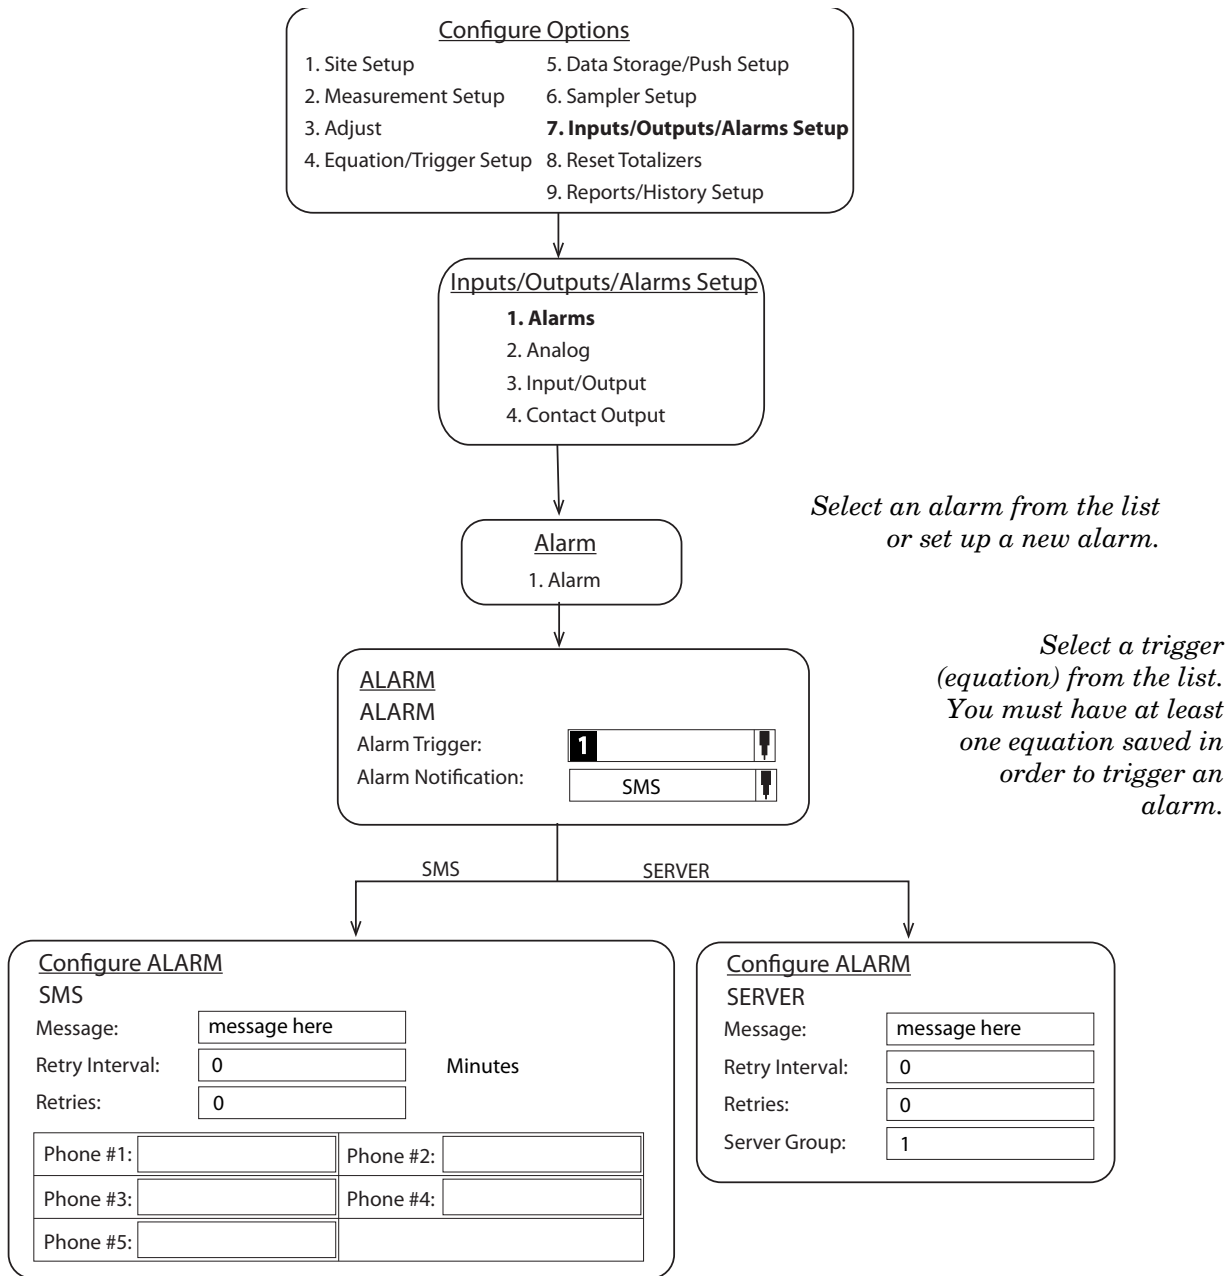 Configure Options
1. Site Setup
2. Measurement Setup
3. Adjust
4. Equation/Trigger Setup
5. Data Storage/Push Setup
6. Sampler Setup
7. Inputs/Outputs/Alarms Setup
8. Reset Totalizers
9. Reports/History Setup
Inputs/Outputs/Alarms Setup
1. Alarms
2. Analog
3. Input/Output
4. Contact Output
Select an alarm from the list
or set up a new alarm.
Alarm
1. Alarm
Select a trigger
(equation) from the list.
You must have at least
one equation saved in
order to trigger an
alarm.
ALARM
ALARM
Alarm Trigger: 1
Alarm Notification: SMS
SMS
SERVER
Configure ALARM
SMS
Message: message here
Retry Interval: 0 Minutes
Retries: 0
Phone #1: Phone #2:
Phone #3: Phone #4:
Phone #5:
Configure ALARM
SERVER
Message: message here
Retry Interval: 0
Retries: 0
Server Group: 1